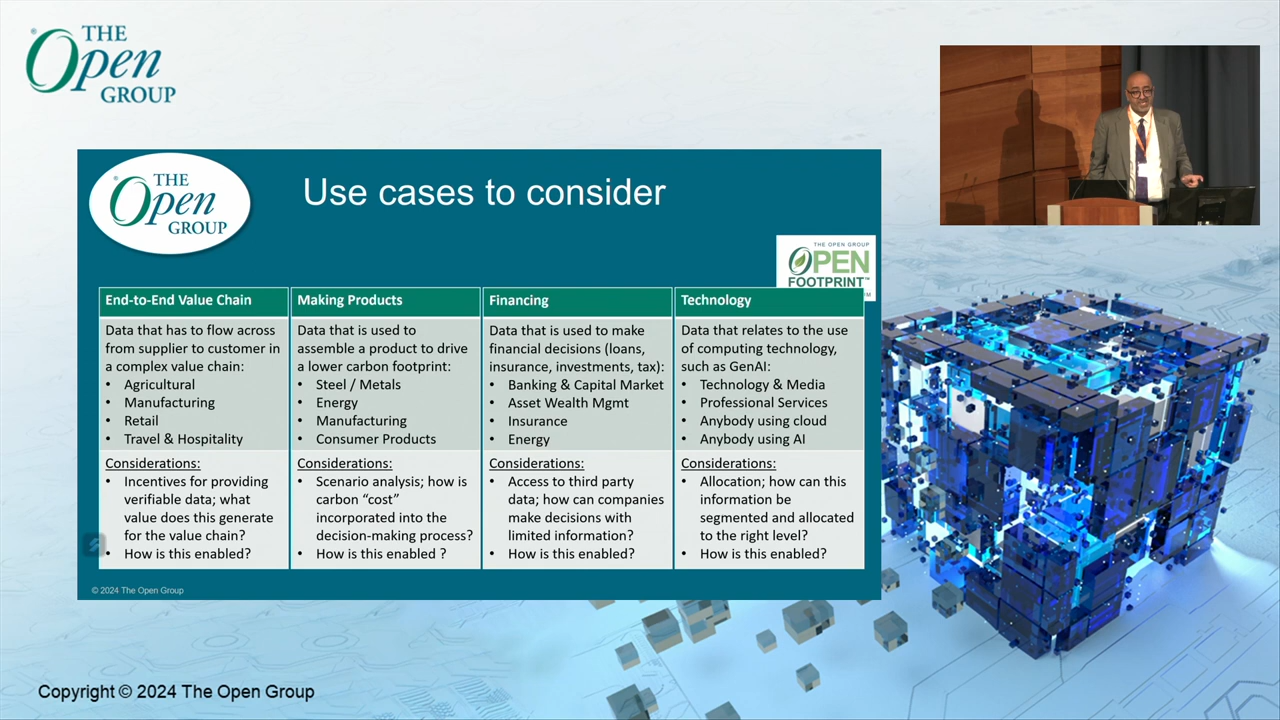 THE
Open
GROUP
THE
Open
GROUP
Use cases to consider
THE OPEN GROUP
OPEN
FOOTPRINT™
End-to-End Value Chain
Data that has to flow across
from supplier to customer in
a complex value chain:
• Agricultural
• Manufacturing
• Retail
• Travel & Hospitality
Considerations:
• Incentives for providing
verifiable data; what
value does this generate
for the value chain?
• How is this enabled?
Making Products
Data that is used to
assemble a product to drive
a lower carbon footprint:
• Steel / Metals
• Energy
• Manufacturing
• Consumer Products
Considerations:
• Scenario analysis; how is
carbon “cost”
incorporated into the
decision-making process?
• How is this enabled ?
Financing
Data that is used to make
financial decisions (loans,
insurance, investments, tax):
• Banking & Capital Market
• Asset Wealth Mgmt
• Insurance
• Energy
Considerations:
• Access to third party
data; how can companies
make decisions with
limited information?
• How is this enabled?
Technology
Data that relates to the use
of computing technology,
such as GenAI:
• Technology & Media
• Professional Services
• Anybody using cloud
• Anybody using AI
Considerations:
• Allocation; how can this
information be
segmented and allocated
to the right level?
• How is this enabled?
© 2024 The Open Group
Copyright © 2024 The Open Group